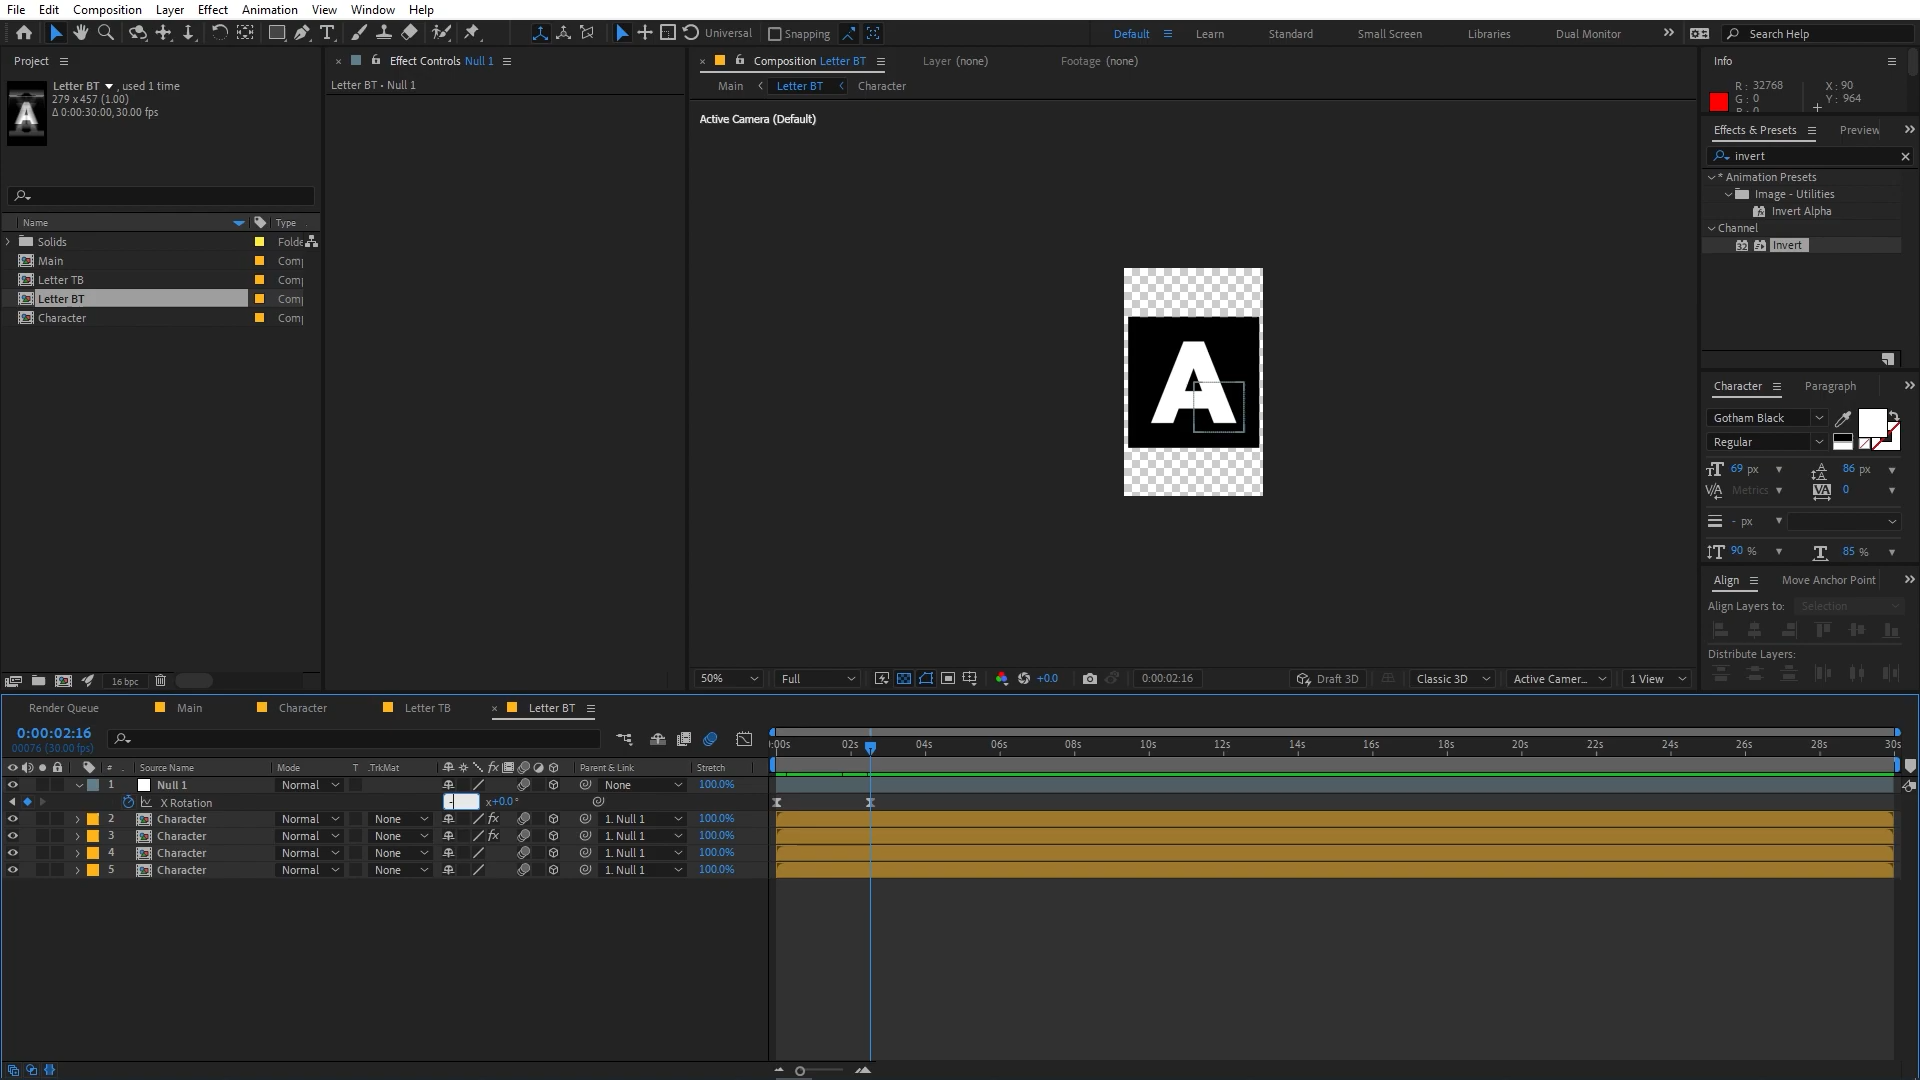 File Edit Composition Layer Effect Animation View Window Help
Universal Snapping Default Learn Standard Small Screen Libraries Dual Monitor Search Help
Project
Letter BT , used 1 time
279 x 457 (1.00)
Δ 0:00:30:00, 30.00 fps
Name Type
Solids Folde
Main Comp
Letter TB Comp
Letter BT Comp
Character Comp
16 bpc
Effect Controls Null 1
Letter BT • Null 1
Composition Letter BT Layer (none) Footage (none)
Main Letter BT Character
Active Camera (Default)
A
50% Full +0.0 0:00:02:16 Draft 3D Classic 3D Active Camer... 1 View
Info
R : 32768 X : 90
G : 0 Y : 964
Effects & Presets Preview
invert
* Animation Presets
Image - Utilities
Invert Alpha
Channel
32 Invert
Character Paragraph
Gotham Black
Regular
69 px 86 px
Metrics 0
- px
90 % 85 %
Align Move Anchor Point
Align Layers to: Selection
Distribute Layers:
Render Queue Main Character Letter TB Letter BT
0:00:02:16
00076 (30.00 fps)
# Source Name Mode T .TrkMat Parent & Link Stretch
:00s 02s 04s 06s 08s 10s 12s 14s 16s 18s 20s 22s 24s 26s 28s 30s
1 Null 1 Normal None 100.0%
X Rotation - x+0.0°
2 Character Normal None fx 1. Null 1 100.0%
3 Character Normal None fx 1. Null 1 100.0%
4 Character Normal None 1. Null 1 100.0%
5 Character Normal None 1. Null 1 100.0%